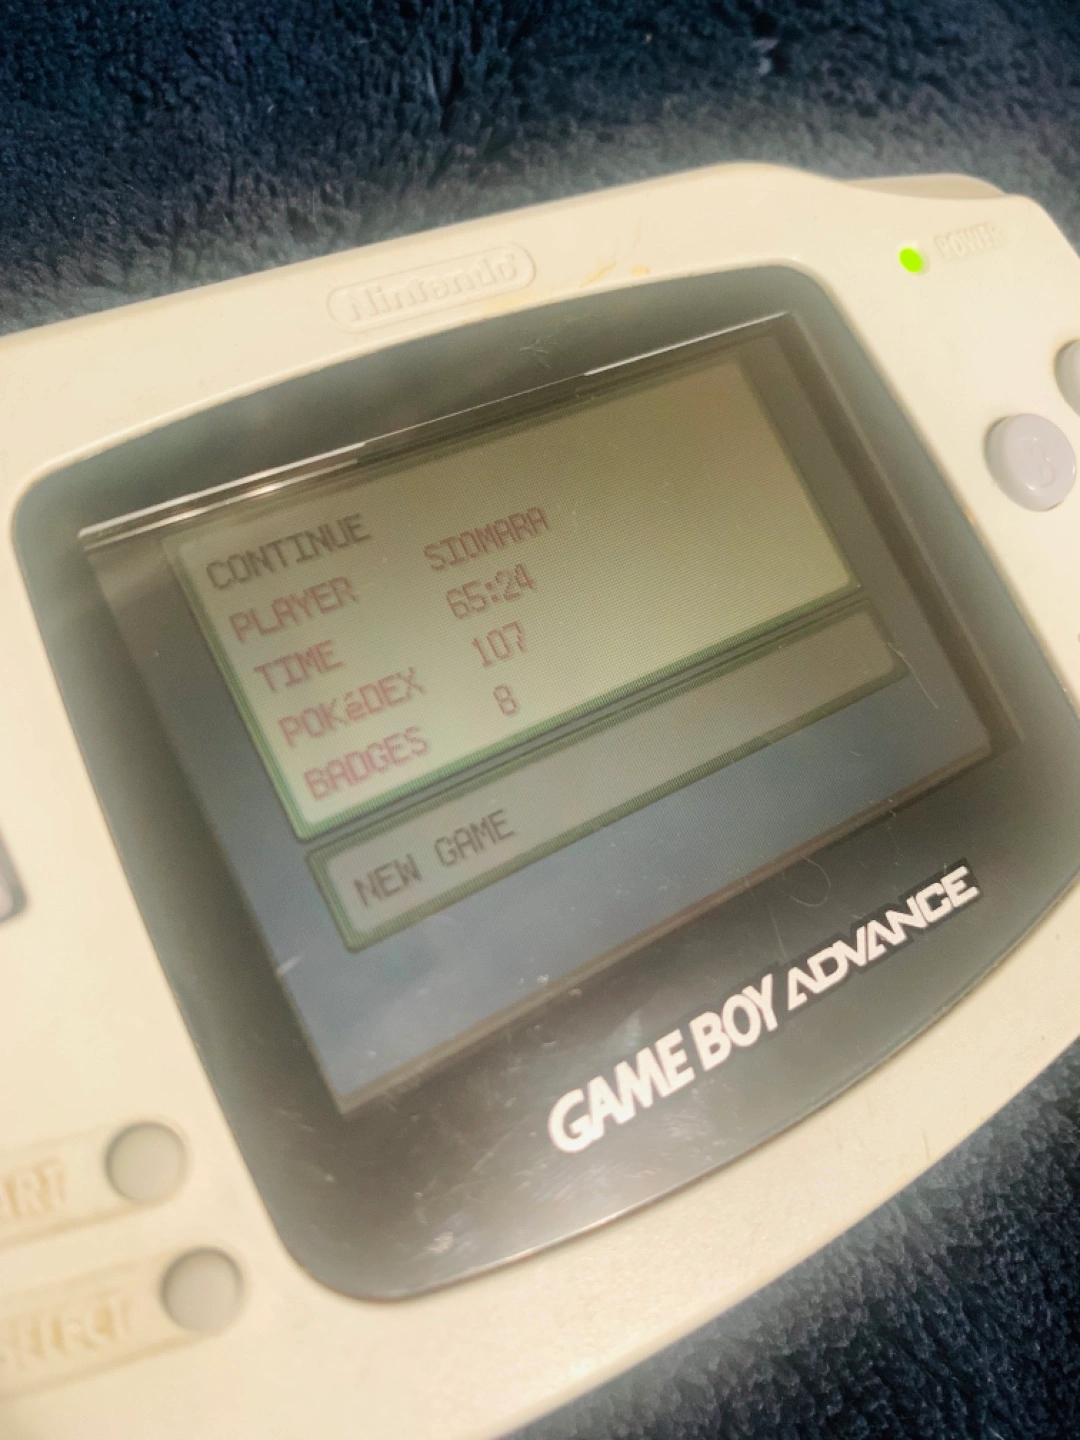 Nintendo
POWER
CONTINUE
PLAYER SIOMARA
TIME 65:24
POKéDEX 107
BADGES 8
NEW GAME
GAME BOY ADVANCE